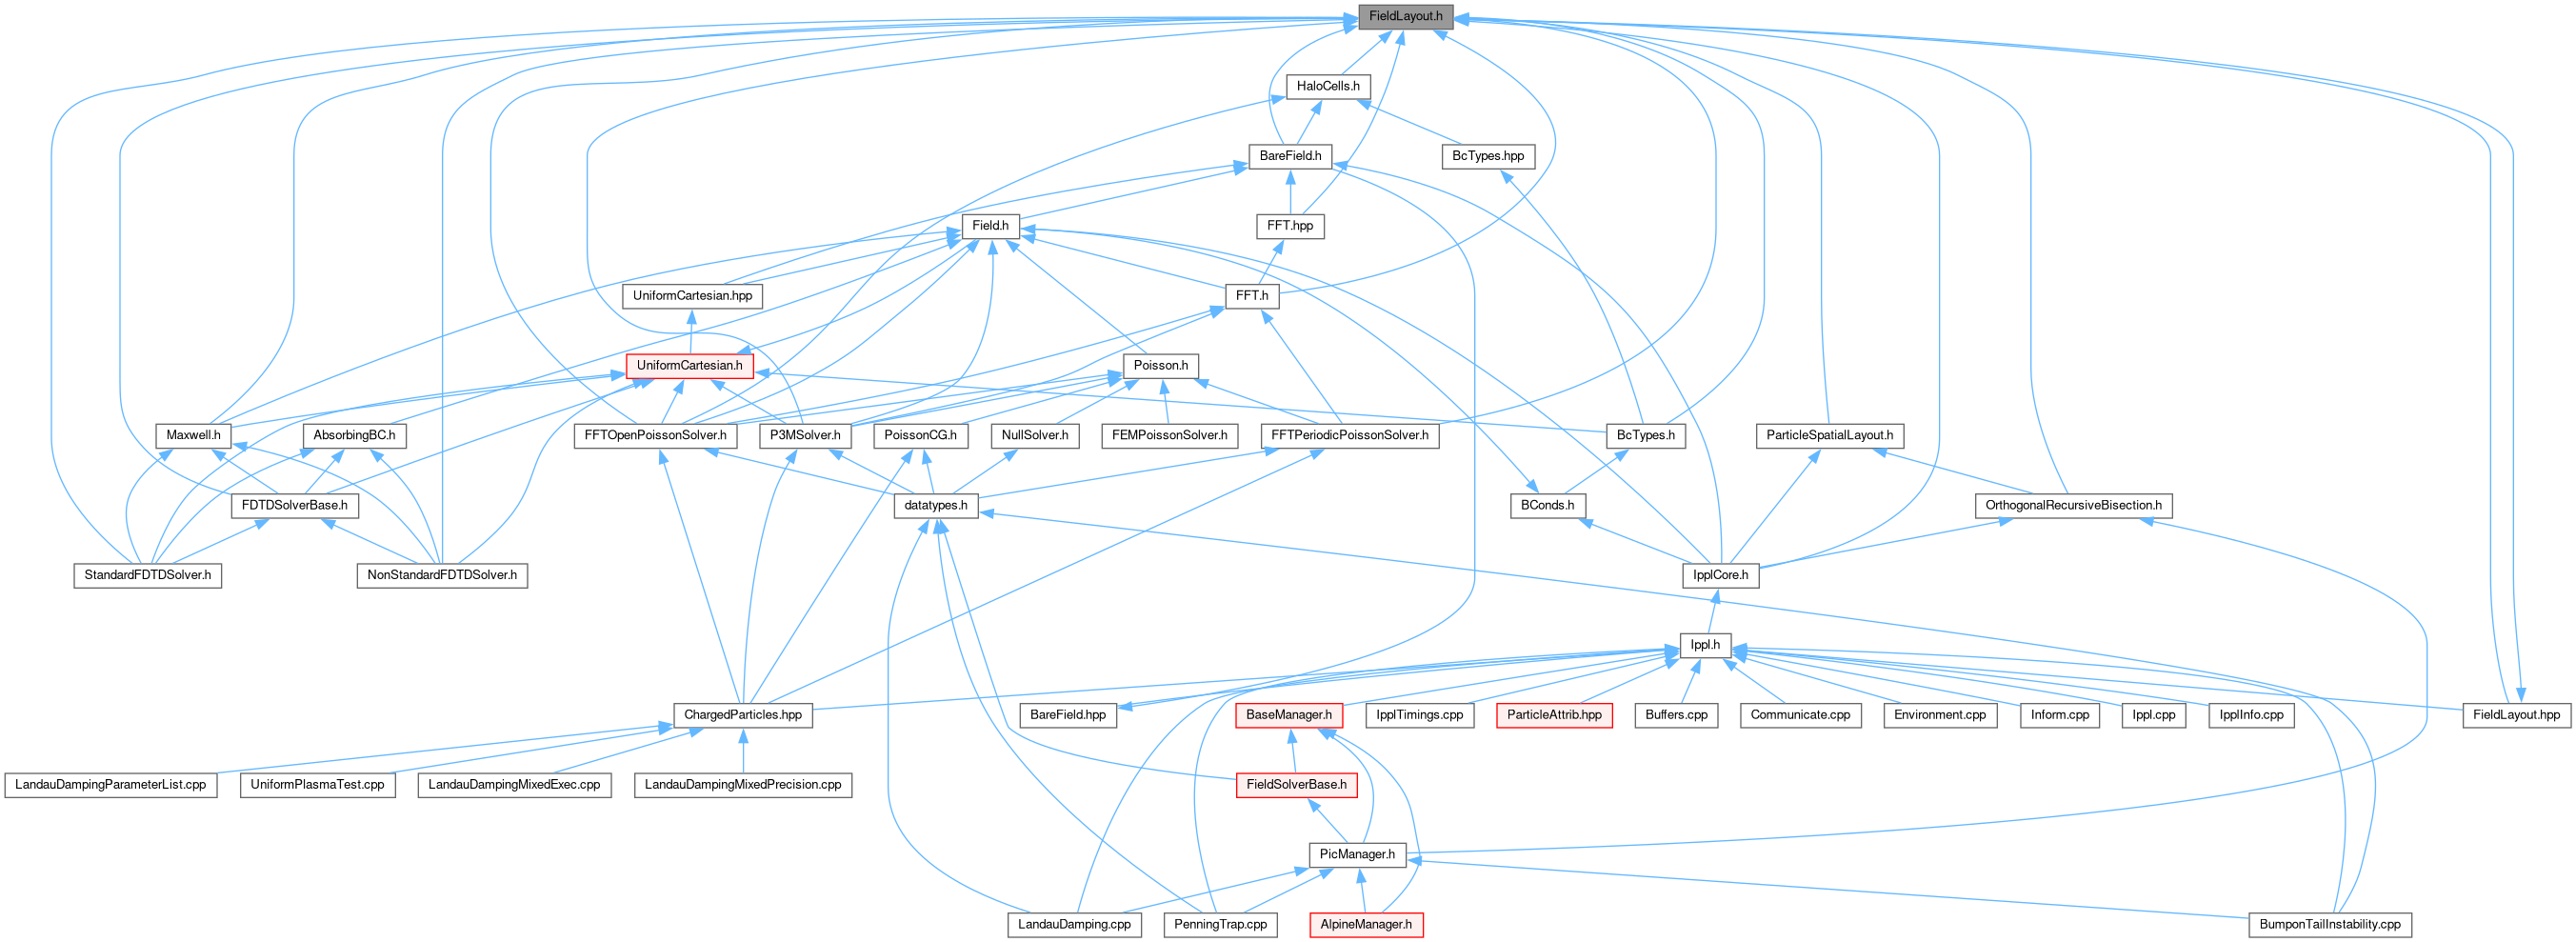 FieldLayout.h
HaloCells.h
BareField.h
BcTypes.hpp
Field.h
FFT.hpp
UniformCartesian.hpp
FFT.h
UniformCartesian.h
Poisson.h
Maxwell.h
AbsorbingBC.h
FFTOpenPoissonSolver.h
P3MSolver.h
PoissonCG.h
NullSolver.h
FEMPoissonSolver.h
FFTPeriodicPoissonSolver.h
BcTypes.h
ParticleSpatialLayout.h
FDTDSolverBase.h
datatypes.h
BConds.h
OrthogonalRecursiveBisection.h
StandardFDTDSolver.h
NonStandardFDTDSolver.h
IpplCore.h
Ippl.h
ChargedParticles.hpp
BareField.hpp
BaseManager.h
IpplTimings.cpp
ParticleAttrib.hpp
Buffers.cpp
Communicate.cpp
Environment.cpp
Inform.cpp
Ippl.cpp
IpplInfo.cpp
FieldLayout.hpp
LandauDampingParameterList.cpp
UniformPlasmaTest.cpp
LandauDampingMixedExec.cpp
LandauDampingMixedPrecision.cpp
FieldSolverBase.h
PicManager.h
LandauDamping.cpp
PenningTrap.cpp
AlpineManager.h
BumponTailInstability.cpp